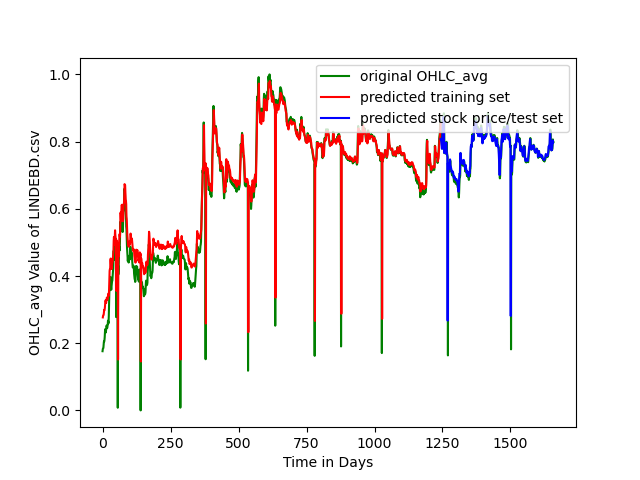 original OHLC_avg
predicted training set
predicted stock price/test set
1.0
0.8
0.6
0.4
0.2
0.0
OHLC_avg Value of LINDEBD.csv
0 250 500 750 1000 1250 1500
Time in Days